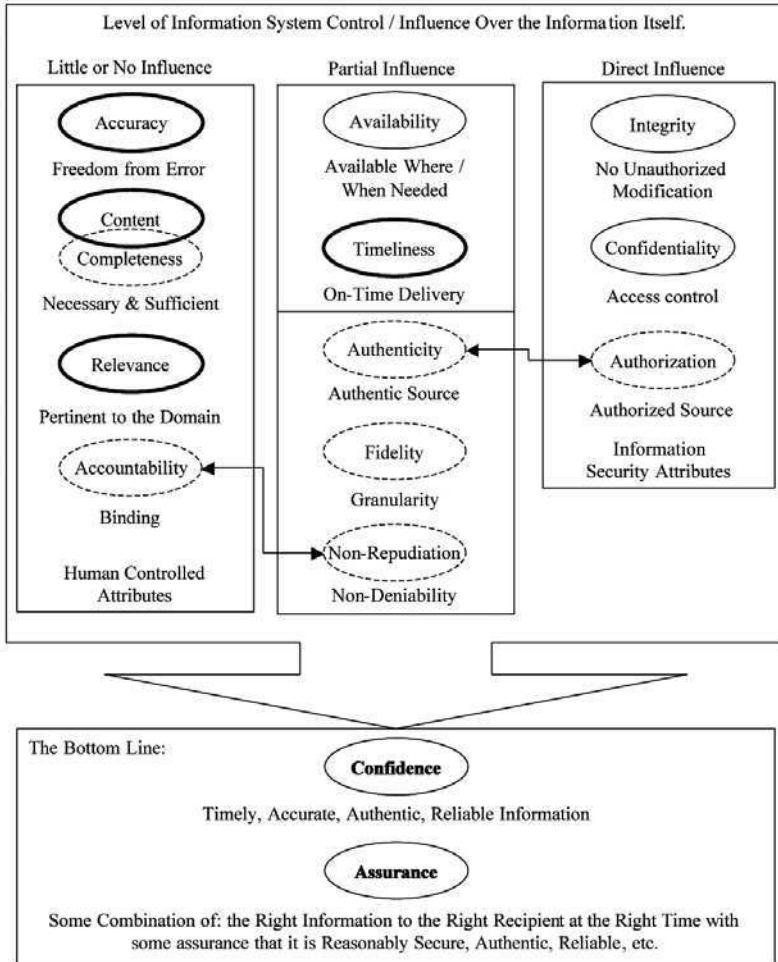 Level of Information System Control / Influence Over the Information Itself.
Little or No Influence
Accuracy
Freedom from Error
Content
Completeness
Necessary & Sufficient
Relevance
Pertinent to the Domain
Accountability
Binding
Human Controlled
Attributes
Partial Influence
Availability
Available Where /
When Needed
Timeliness
On-Time Delivery
Authenticity
Authentic Source
Fidelity
Granularity
Non-Repudiation
Non-Deniability
Direct Influence
Integrity
No Unauthorized
Modification
Confidentiality
Access control
Authorization
Authorized Source
Information
Security Attributes
The Bottom Line:
Confidence
Timely, Accurate, Authentic, Reliable Information
Assurance
Some Combination of: the Right Information to the Right Recipient at the Right Time with
some assurance that it is Reasonably Secure, Authentic, Reliable, etc.